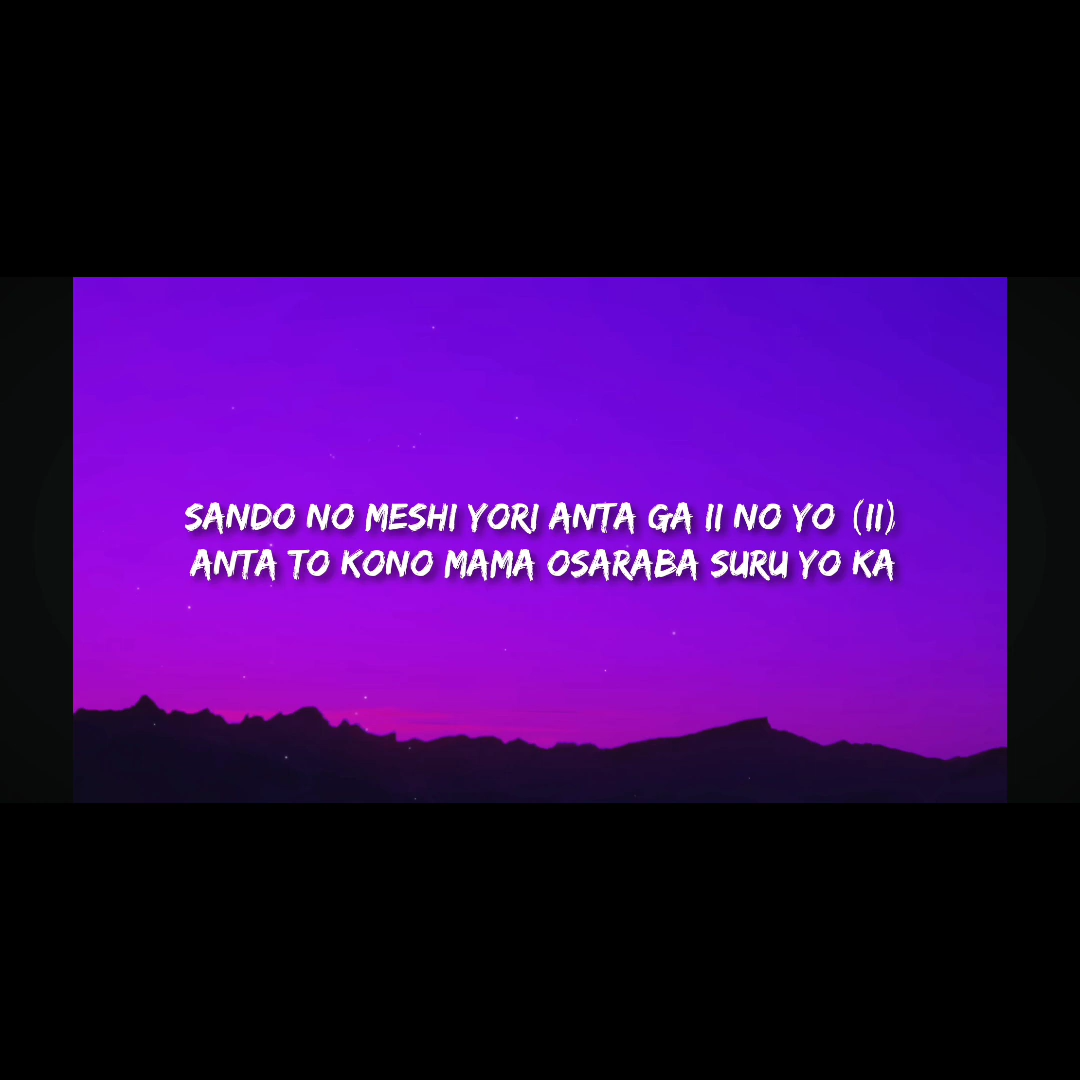 SANDO NO MESHI YORI ANTA GA II NO YO (II)
ANTA TO KONO MAMA OSARABA SURU YO KA